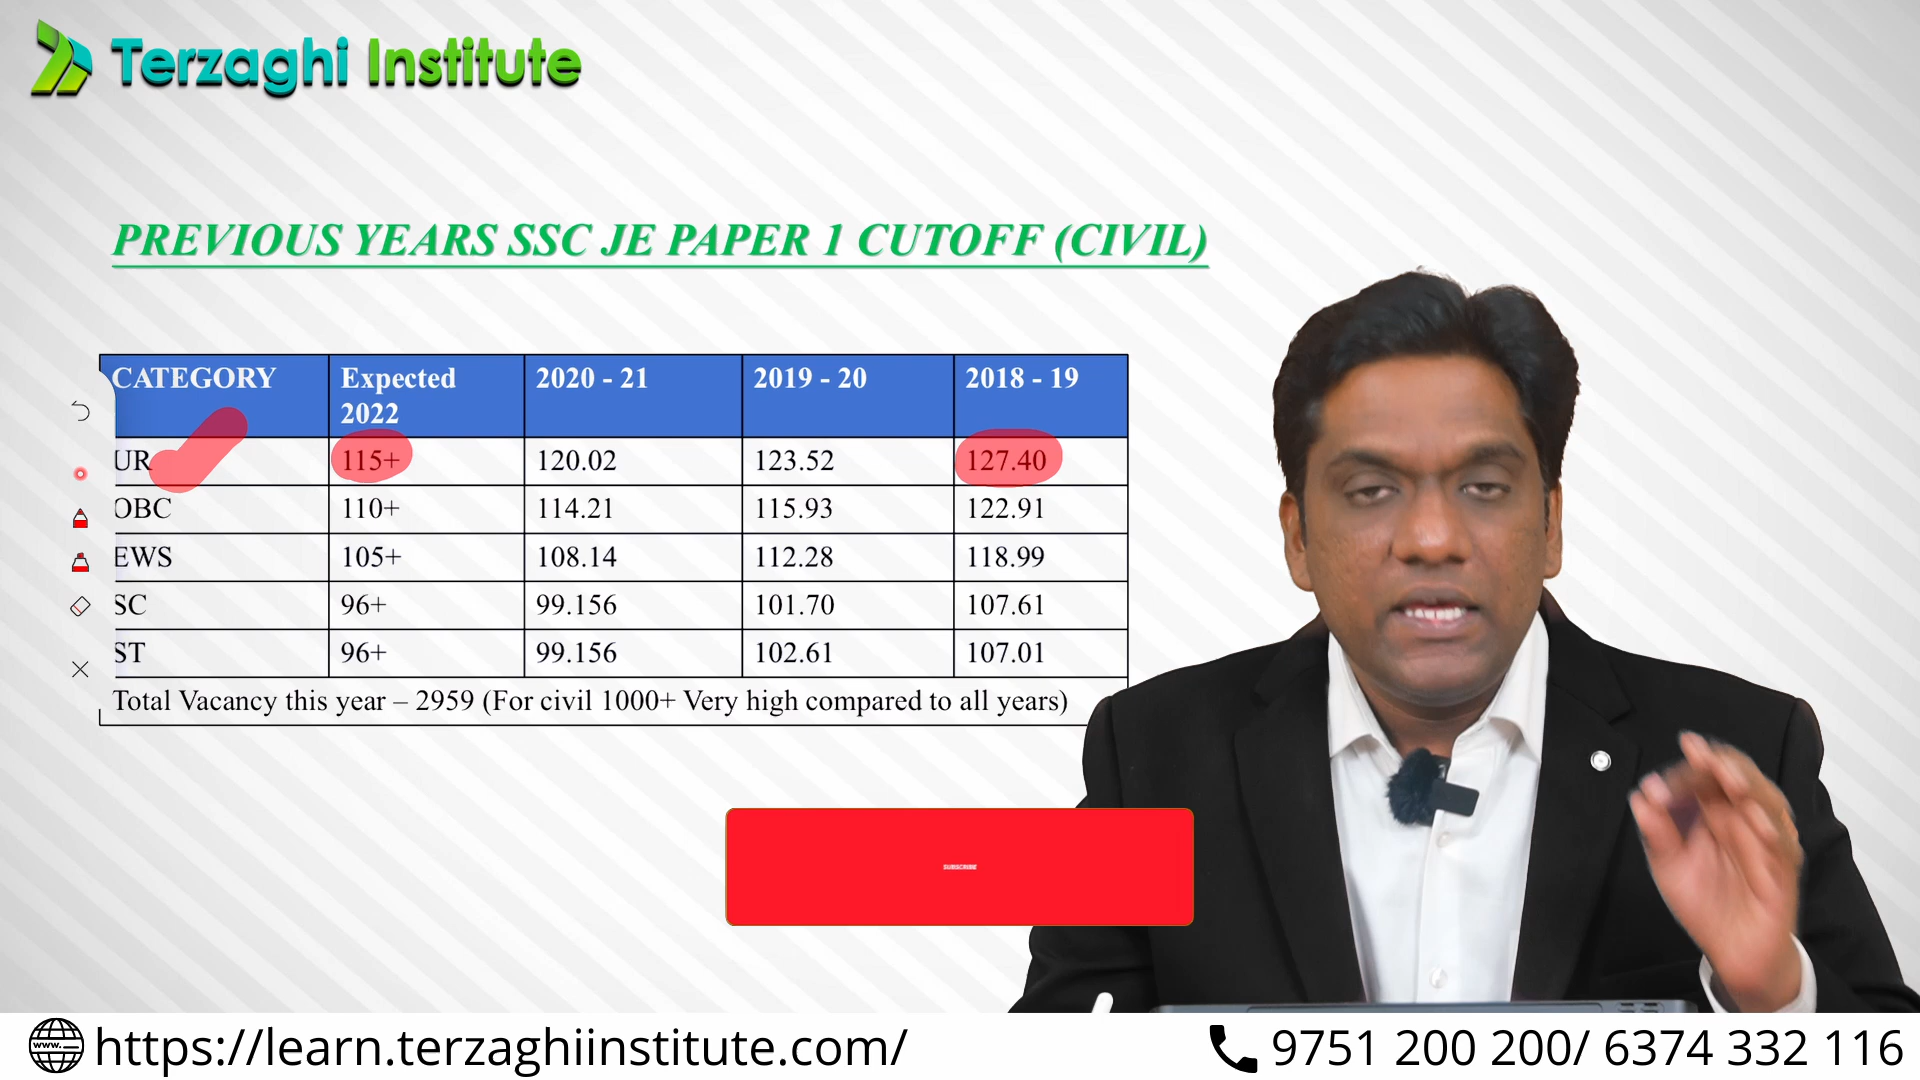 Terzaghi Institute
PREVIOUS YEARS SSC JE PAPER 1 CUTOFF (CIVIL)
CATEGORY Expected 2022 2020 - 21 2019 - 20 2018 - 19
UR 115+ 120.02 123.52 127.40
OBC 110+ 114.21 115.93 122.91
EWS 105+ 108.14 112.28 118.99
SC 96+ 99.156 101.70 107.61
ST 96+ 99.156 102.61 107.01
Total Vacancy this year – 2959 (For civil 1000+ Very high compared to all years)
SUBSCRIBE
www. https://learn.terzaghiinstitute.com/ 9751 200 200/ 6374 332 116